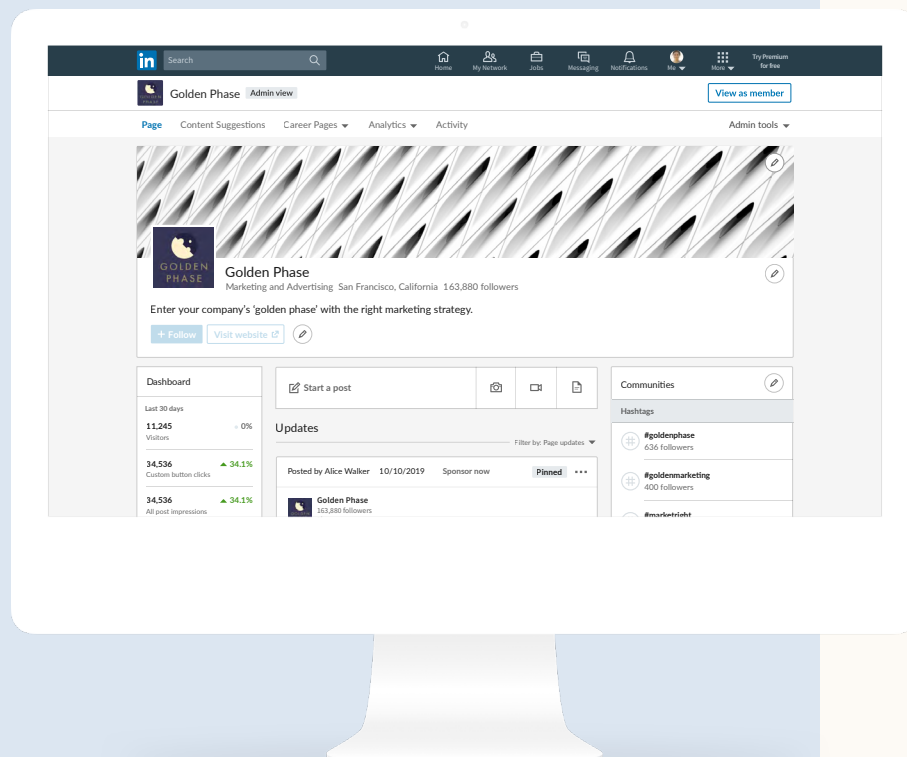 in Search
Home My Network Jobs Messaging Notifications Me More Try Premium
for free
Golden Phase Admin view View as member
Page Content Suggestions Career Pages Analytics Activity Admin tools
GOLDEN
PHASE
Golden Phase
Marketing and Advertising San Francisco, California 163,880 followers
Enter your company's 'golden phase' with the right marketing strategy.
+ Follow Visit website
Dashboard
Last 30 days
11,245 0%
Visitors
34,536 34.1%
Custom button clicks
34,536 34.1%
All post impressions
Start a post
Updates
Filter by: Page updates
Posted by Alice Walker 10/10/2019 Sponsor now Pinned
Golden Phase
163,880 followers
Communities
Hashtags
#goldenphase
636 followers
#goldenmarketing
400 followers
#marketright